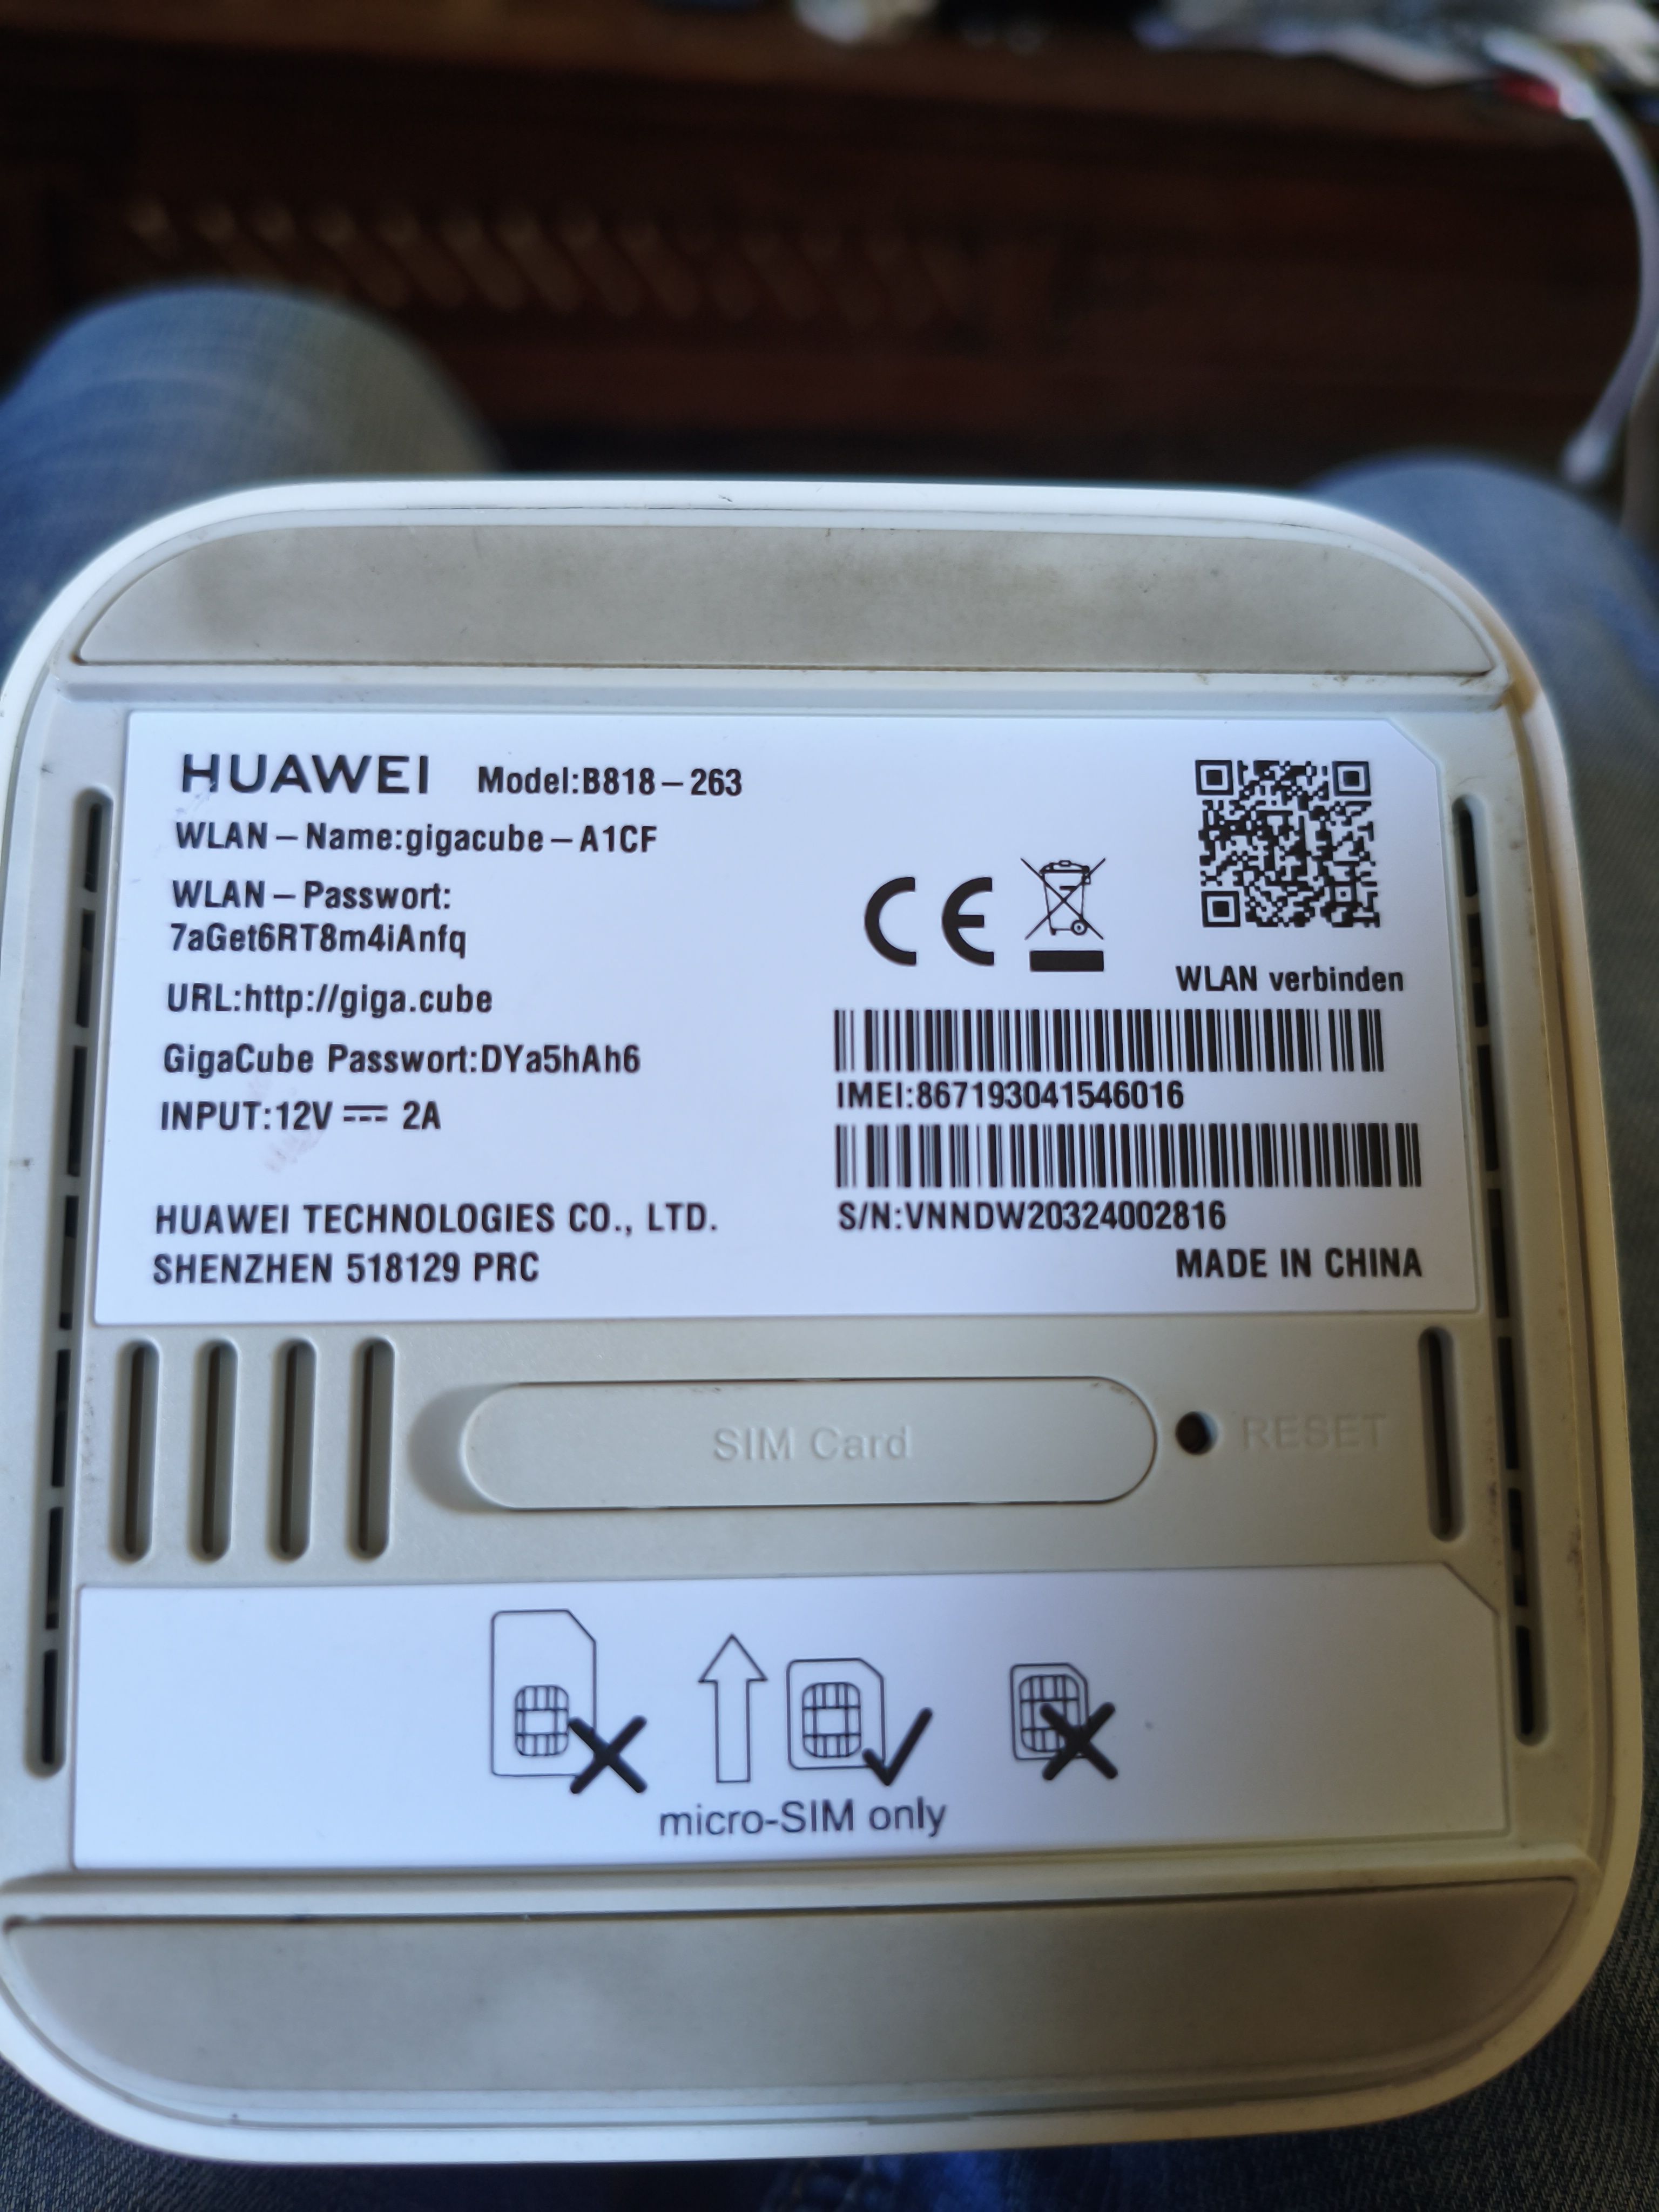 HUAWEI Model:B818-263
WLAN-Name:gigacube-A1CF
WLAN-Passwort:
7aGet6RT8m4iAnfq
URL:http://giga.cube
GigaCube Passwort:DYa5hAh6
INPUT:12V ⎓ 2A
HUAWEI TECHNOLOGIES CO., LTD.
SHENZHEN 518129 PRC
CE
WLAN verbinden
IMEI:867193041546016
S/N:VNNDW20324002816
MADE IN CHINA
SIM Card
RESET
micro-SIM only